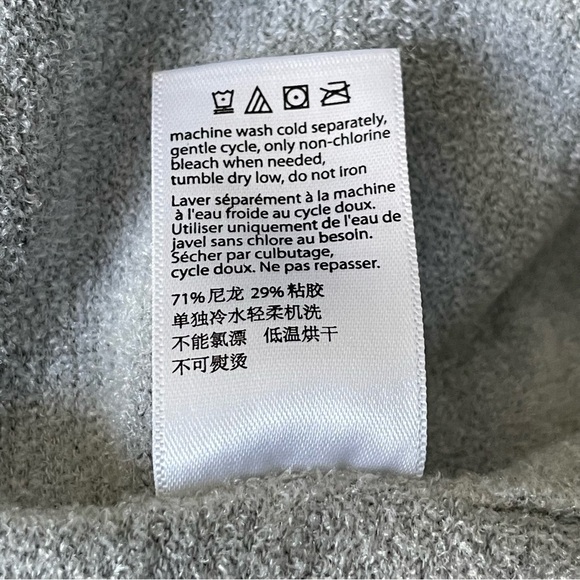 machine wash cold separately,
gentle cycle, only non-chlorine
bleach when needed,
tumble dry low, do not iron
Laver séparément à la machine
à l'eau froide au cycle doux.
Utiliser uniquement de l'eau de
javel sans chlore au besoin.
Sécher par culbutage,
cycle doux. Ne pas repasser.
71% 尼龙 29% 粘胶
单独冷水轻柔机洗
不能氯漂 低温烘干
不可熨烫